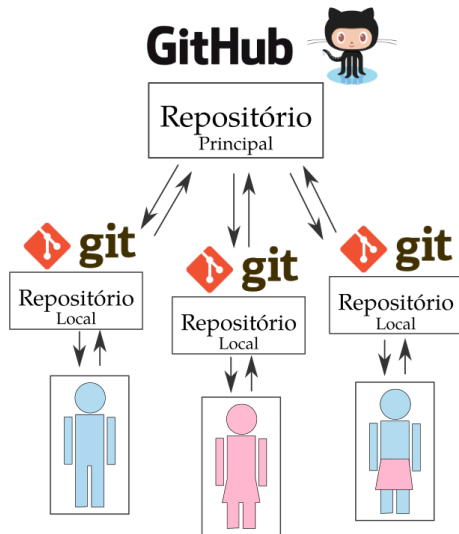 GitHub
Repositório
Principal
git
Repositório
Local
git
Repositório
Local
git
Repositório
Local